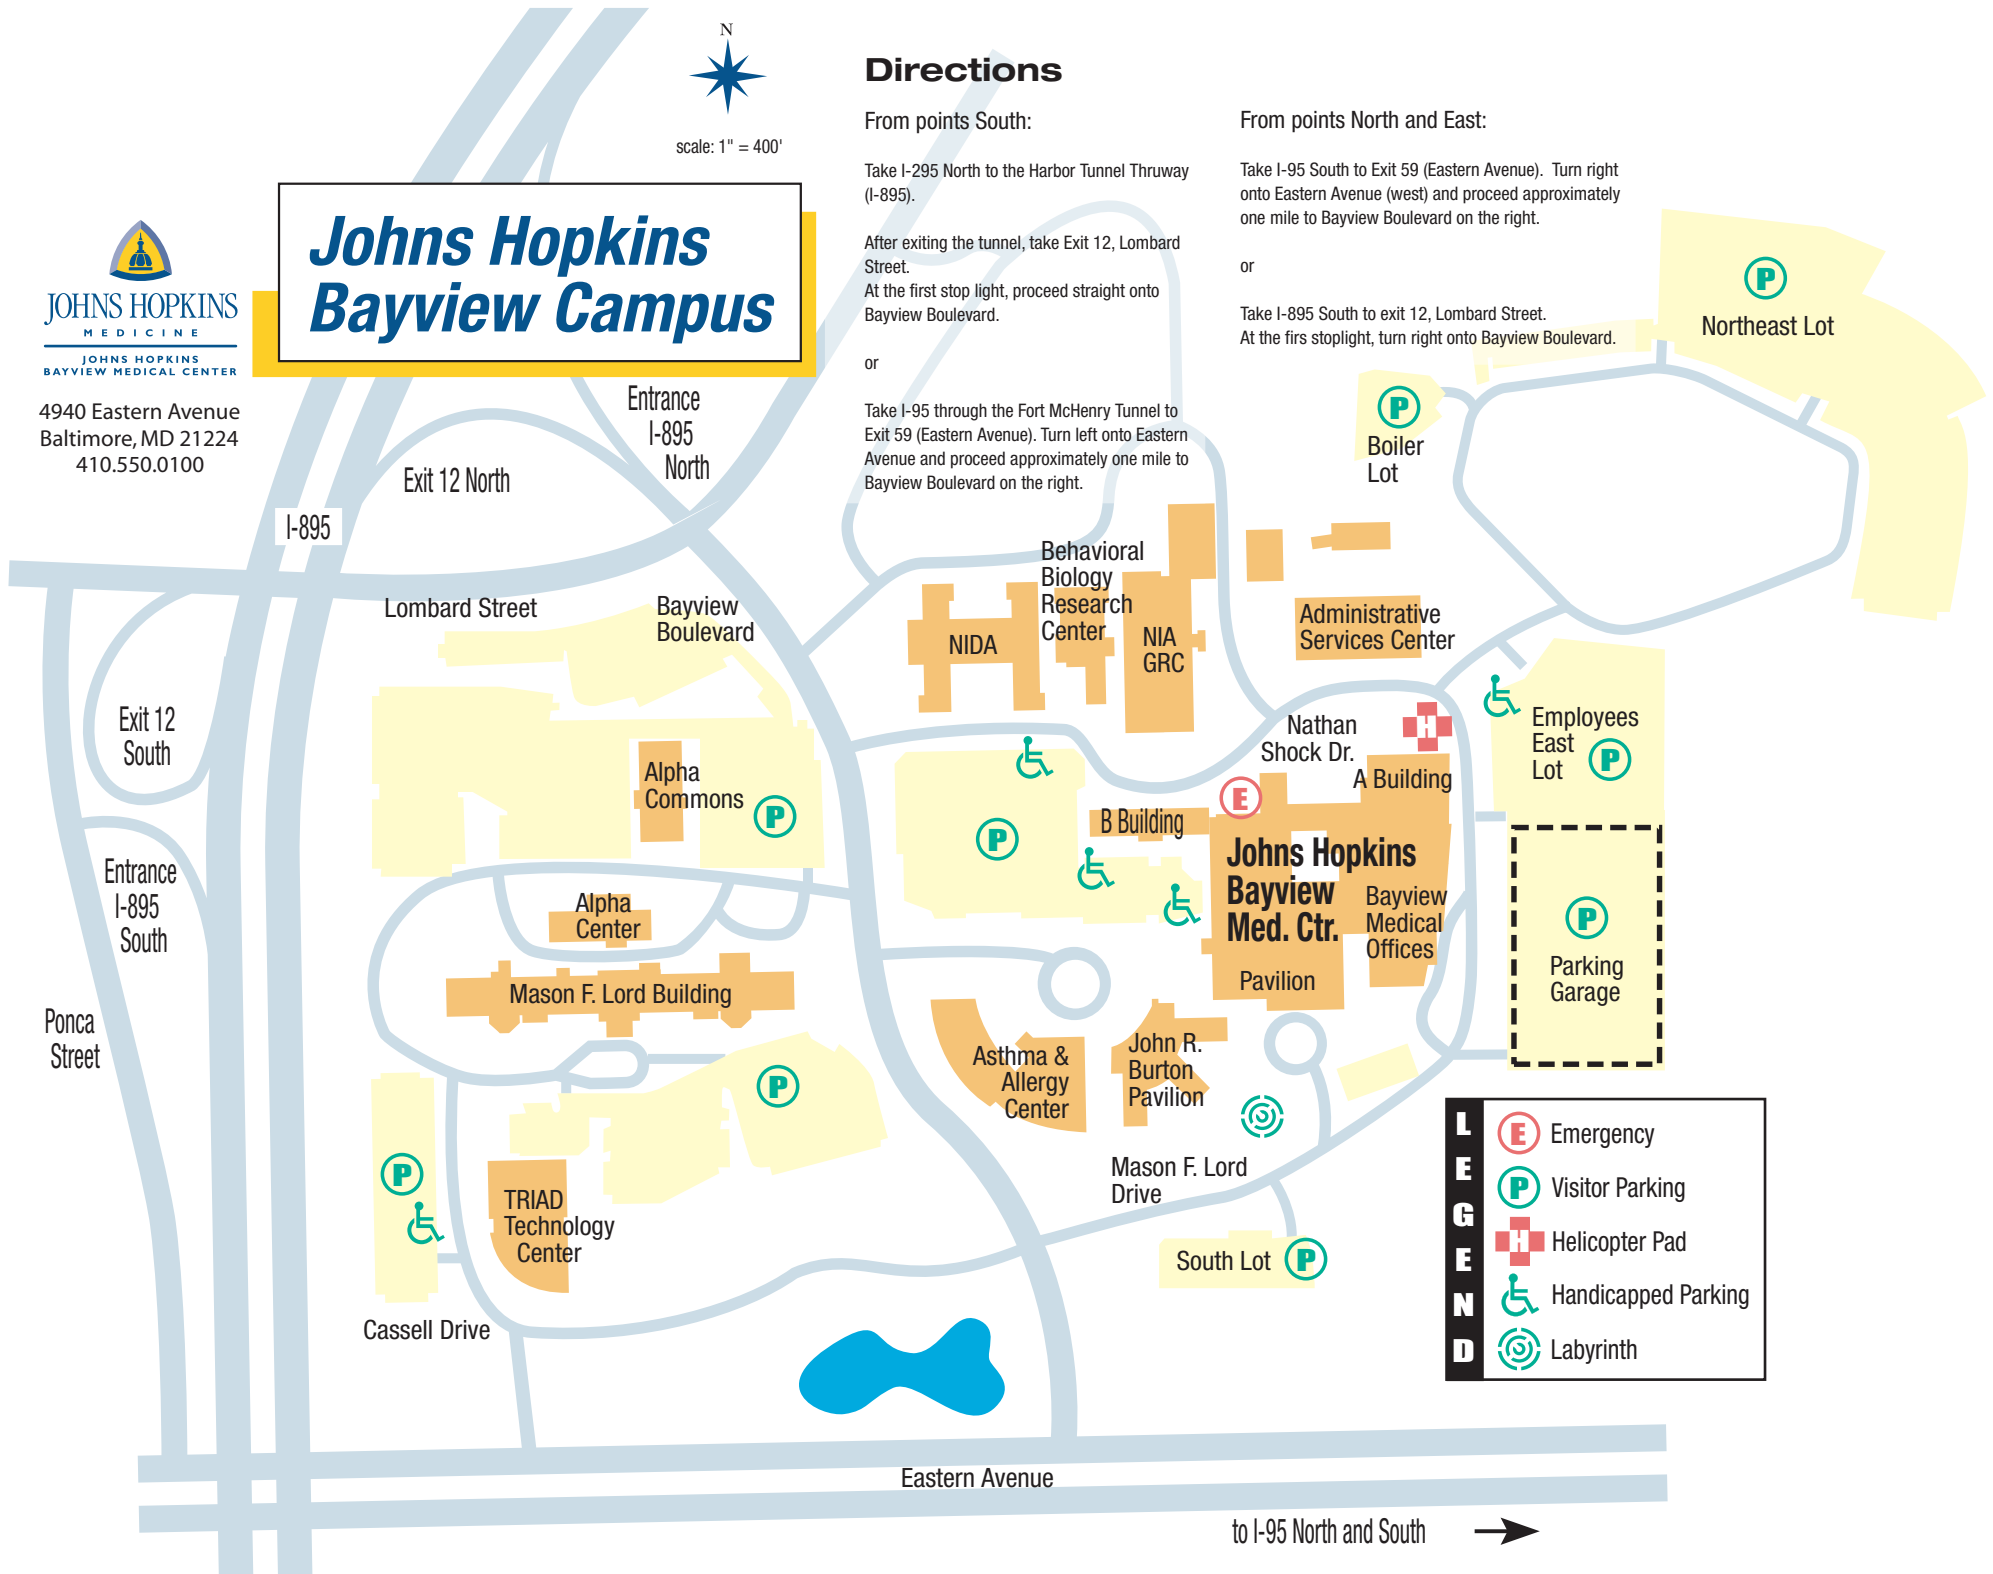 N
scale: 1" = 400'
Johns Hopkins
Bayview Campus
JOHNS HOPKINS
MEDICINE
JOHNS HOPKINS
BAYVIEW MEDICAL CENTER
4940 Eastern Avenue
Baltimore, MD 21224
410.550.0100
Directions
From points South:
Take I-295 North to the Harbor Tunnel Thruway
(I-895).
After exiting the tunnel, take Exit 12, Lombard
Street.
At the first stop light, proceed straight onto
Bayview Boulevard.
or
Take I-95 through the Fort McHenry Tunnel to
Exit 59 (Eastern Avenue). Turn left onto Eastern
Avenue and proceed approximately one mile to
Bayview Boulevard on the right.
From points North and East:
Take I-95 South to Exit 59 (Eastern Avenue). Turn right
onto Eastern Avenue (west) and proceed approximately
one mile to Bayview Boulevard on the right.
or
Take I-895 South to exit 12, Lombard Street.
At the firs stoplight, turn right onto Bayview Boulevard.
P
Northeast Lot
P
Boiler
Lot
Entrance
I-895
North
Exit 12 North
I-895
Lombard Street
Bayview
Boulevard
Exit 12
South
Entrance
I-895
South
Ponca
Street
NIDA
Behavioral
Biology
Research
Center
NIA
GRC
Administrative
Services Center
Nathan
Shock Dr.
H
A Building
Employees
East
Lot
P
Alpha
Commons
P
P
B Building
E
Johns Hopkins
Bayview
Med. Ctr.
Bayview
Medical
Offices
Pavilion
P
Parking
Garage
Alpha
Center
Mason F. Lord Building
Asthma &
Allergy
Center
John R.
Burton
Pavilion
P
P
TRIAD
Technology
Center
Cassell Drive
Mason F. Lord
Drive
South Lot
P
LEGEND
E Emergency
P Visitor Parking
H Helicopter Pad
Handicapped Parking
Labyrinth
Eastern Avenue
to I-95 North and South